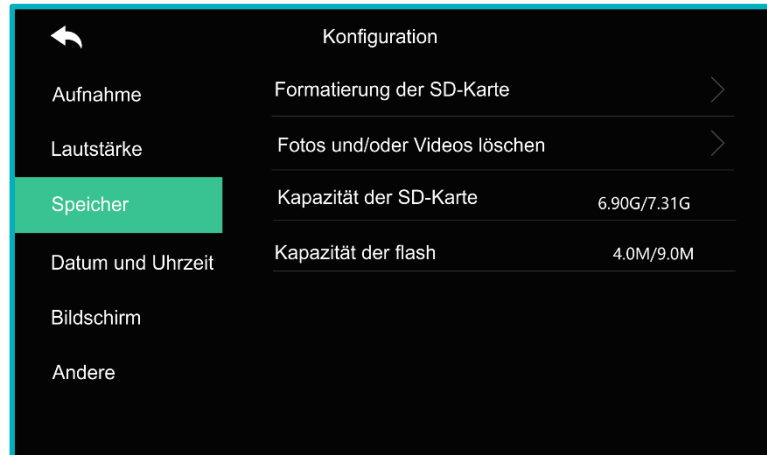 Konfiguration
Aufnahme
Lautstärke
Speicher
Datum und Uhrzeit
Bildschirm
Andere
Formatierung der SD-Karte
Fotos und/oder Videos löschen
Kapazität der SD-Karte 6.90G/7.31G
Kapazität der flash 4.0M/9.0M